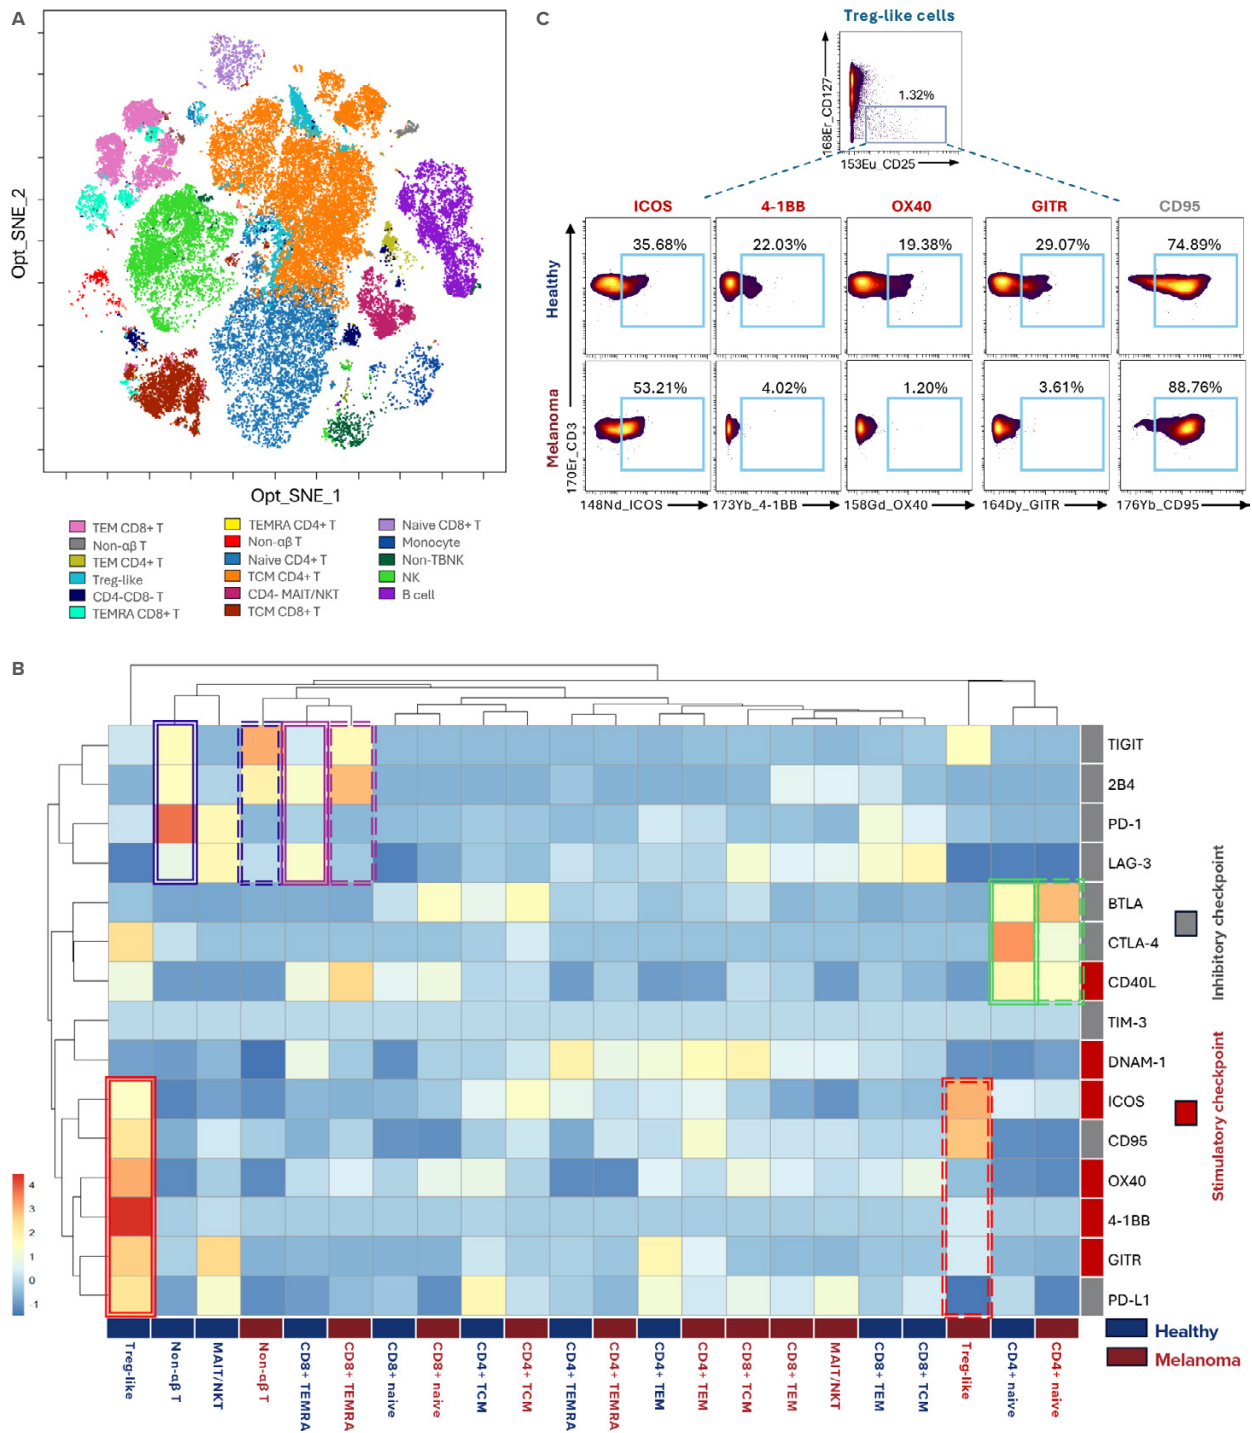 A
Opt_SNE_2
Opt_SNE_1
TEM CD8+ T
Non-αβ T
TEM CD4+ T
Treg-like
CD4-CD8- T
TEMRA CD8+ T
TEMRA CD4+ T
Non-αβ T
Naive CD4+ T
TCM CD4+ T
CD4- MAIT/NKT
TCM CD8+ T
Naive CD8+ T
Monocyte
Non-TBNK
NK
B cell
C
Treg-like cells
168Er_CD127
1.32%
153Eu_CD25
ICOS
4-1BB
OX40
GITR
CD95
Healthy
35.68%
22.03%
19.38%
29.07%
74.89%
Melanoma
53.21%
4.02%
1.20%
3.61%
88.76%
170Er_CD3
148Nd_ICOS
173Yb_4-1BB
158Gd_OX40
164Dy_GITR
176Yb_CD95
B
TIGIT
2B4
PD-1
LAG-3
BTLA
CTLA-4
CD40L
TIM-3
DNAM-1
ICOS
CD95
OX40
4-1BB
GITR
PD-L1
Inhibitory checkpoint
Stimulatory checkpoint
4
3
2
1
0
-1
Treg-like
Non-αβ T
MAIT/NKT
Non-αβ T
CD8+ TEMRA
CD8+ TEMRA
CD8+ naive
CD8+ naive
CD4+ TCM
CD4+ TCM
CD4+ TEMRA
CD4+ TEMRA
CD4+ TEM
CD4+ TEM
CD8+ TCM
CD8+ TEM
MAIT/NKT
CD8+ TEM
CD8+ TCM
Treg-like
CD4+ naive
CD4+ naive
Healthy
Melanoma